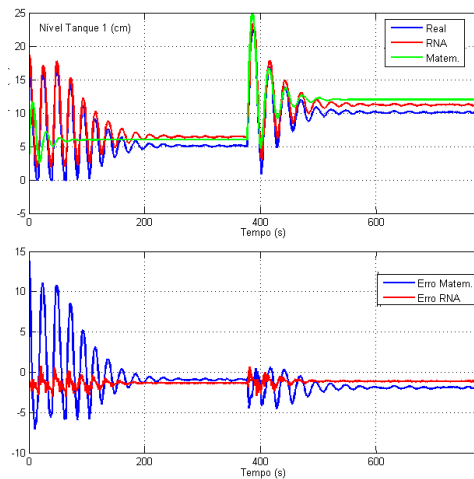 Nível Tanque 1 (cm)
Real
RNA
Matem.
25
20
15
10
5
0
-5
0
200
400
600
Tempo (s)
Erro Matem.
Erro RNA
15
10
5
0
-5
-10
0
200
400
600
Tempo (s)